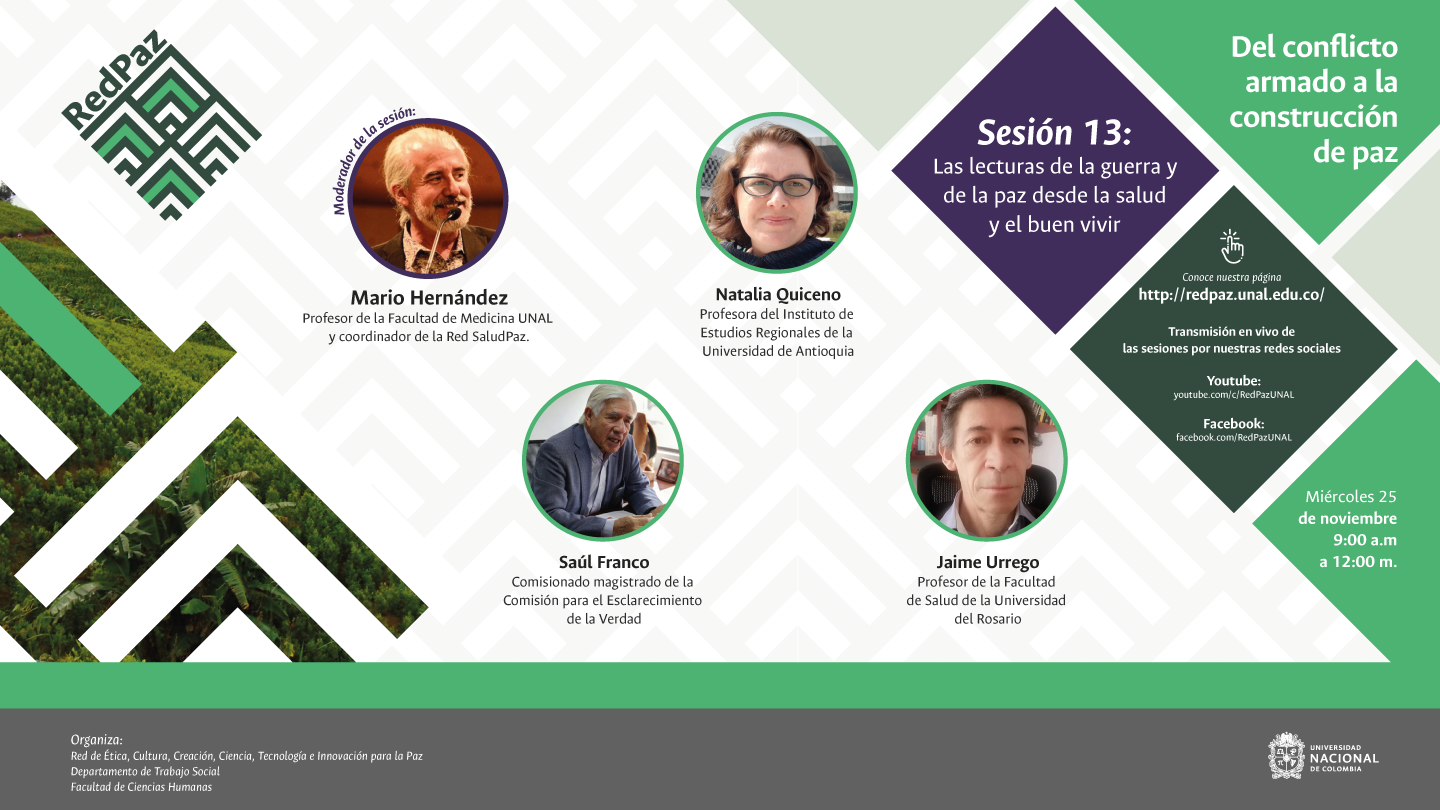 RedPaz
Moderador de la sesión:
Mario Hernández
Profesor de la Facultad de Medicina UNAL
y coordinador de la Red SaludPaz.
Natalia Quiceno
Profesora del Instituto de
Estudios Regionales de la
Universidad de Antioquia
Saúl Franco
Comisionado magistrado de la
Comisión para el Esclarecimiento
de la Verdad
Jaime Urrego
Profesor de la Facultad
de Salud de la Universidad
del Rosario
Sesión 13:
Las lecturas de la guerra y
de la paz desde la salud
y el buen vivir
Del conflicto
armado a la
construcción
de paz
Conoce nuestra página
http://redpaz.unal.edu.co/
Transmisión en vivo de
las sesiones por nuestras redes sociales
Youtube:
youtube.com/c/RedPazUNAL
Facebook:
facebook.com/RedPazUNAL
Miércoles 25
de noviembre
9:00 a.m
a 12:00 m.
Organiza:
Red de Ética, Cultura, Creación, Ciencia, Tecnología e Innovación para la Paz
Departamento de Trabajo Social
Facultad de Ciencias Humanas
UNIVERSIDAD
NACIONAL
DE COLOMBIA